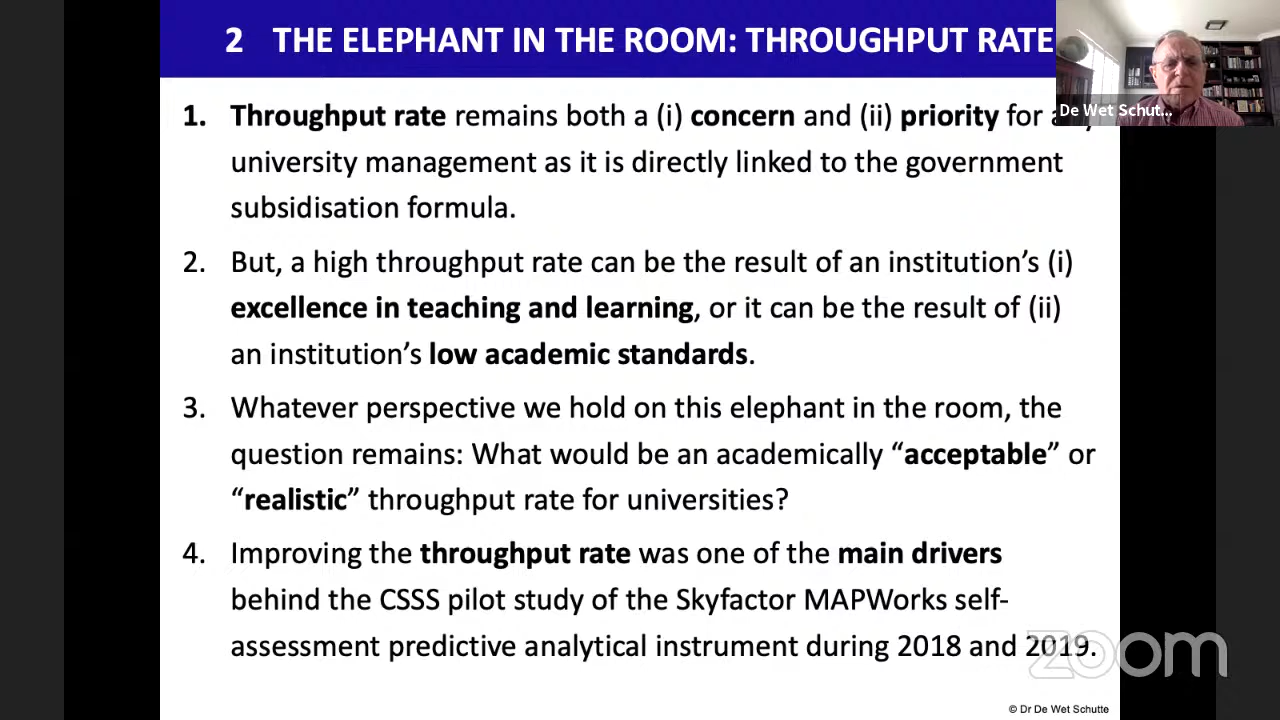 2 THE ELEPHANT IN THE ROOM: THROUGHPUT RATE
De Wet Schut...
1. Throughput rate remains both a (i) concern and (ii) priority for
university management as it is directly linked to the government
subsidisation formula.
2. But, a high throughput rate can be the result of an institution’s (i)
excellence in teaching and learning, or it can be the result of (ii)
an institution’s low academic standards.
3. Whatever perspective we hold on this elephant in the room, the
question remains: What would be an academically “acceptable” or
“realistic” throughput rate for universities?
4. Improving the throughput rate was one of the main drivers
behind the CSSS pilot study of the Skyfactor MAPWorks self-
assessment predictive analytical instrument during 2018 and 2019.
zoom
© Dr De Wet Schutte